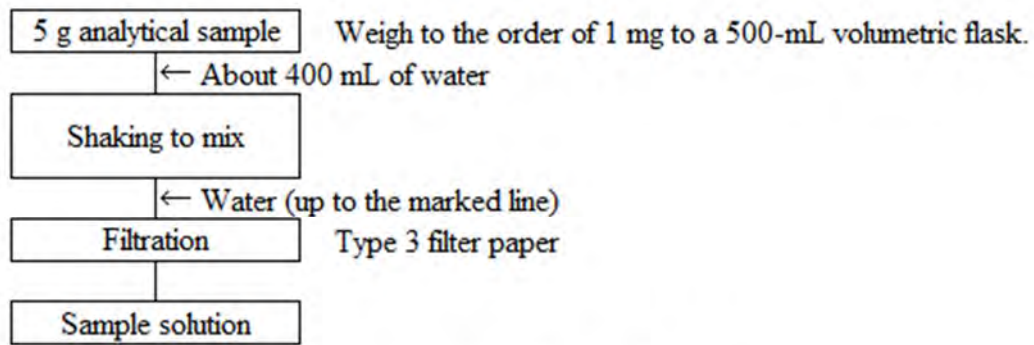 5 g analytical sample Weigh to the order of 1 mg to a 500-mL volumetric flask.
← About 400 mL of water
Shaking to mix
← Water (up to the marked line)
Filtration Type 3 filter paper
Sample solution